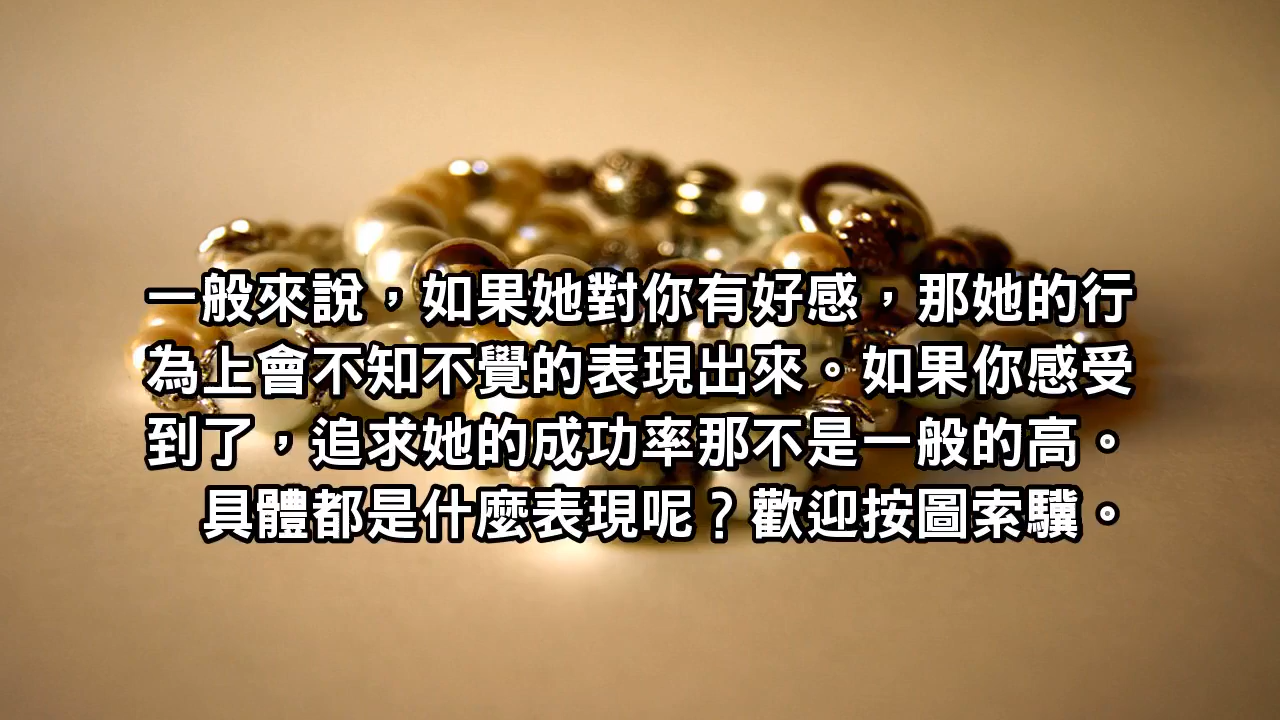 一般來說，如果她對你有好感，那她的行
為上會不知不覺的表現出來。如果你感受
到了，追求她的成功率那不是一般的高。
具體都是什麼表現呢？歡迎按圖索驥。